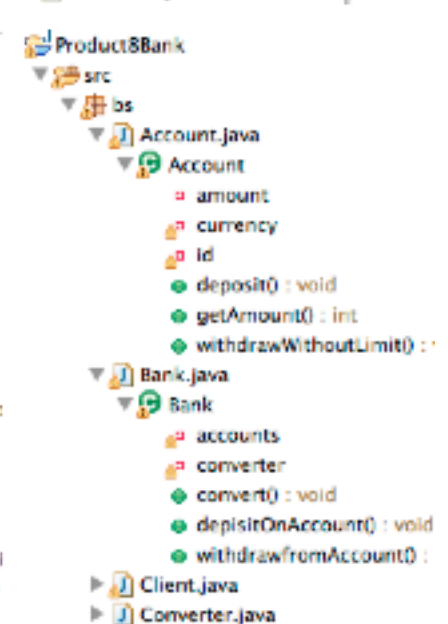 Product8Bank
src
bs
Account.java
Account
amount
currency
id
deposit() : void
getAmount() : int
withdrawWithoutLimit() :
Bank.java
Bank
accounts
converter
convert() : void
depisitOnAccount() : void
withdrawfromAccount() :
Client.java
Converter.java